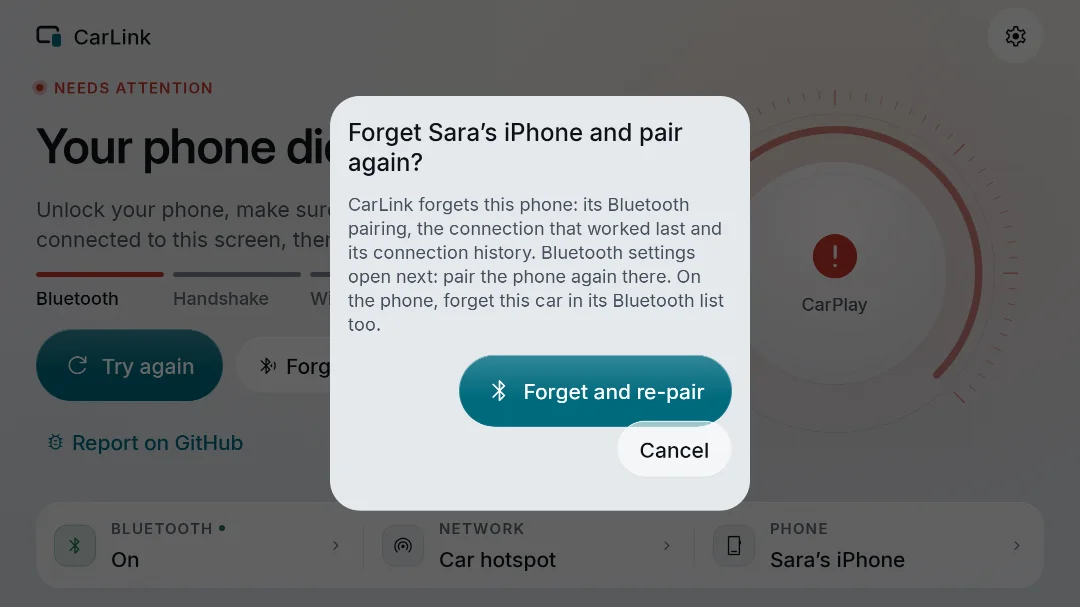 CarLink
NEEDS ATTENTION
Your phone
Unlock your phone, make
connected to this screen,
Bluetooth
Handshake
Try again
Report on GitHub
Forget Sara’s iPhone and pair
again?
CarLink forgets this phone: its Bluetooth
pairing, the connection that worked last and
its connection history. Bluetooth settings
open next: pair the phone again there. On
the phone, forget this car in its Bluetooth list
too.
Forget and re-pair
Cancel
CarPlay
BLUETOOTH
On
NETWORK
Car hotspot
PHONE
Sara’s iPhone